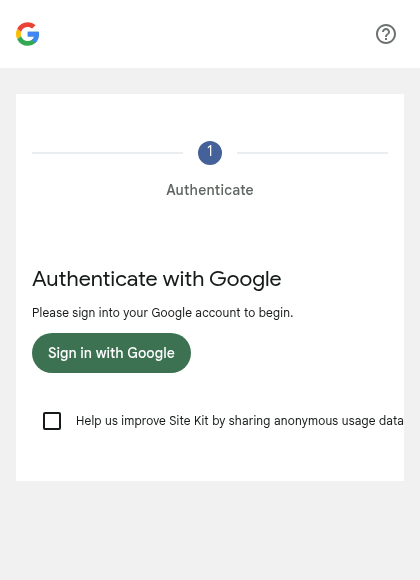 1
Authenticate
Authenticate with Google
Please sign into your Google account to begin.
Sign in with Google
Help us improve Site Kit by sharing anonymous usage data